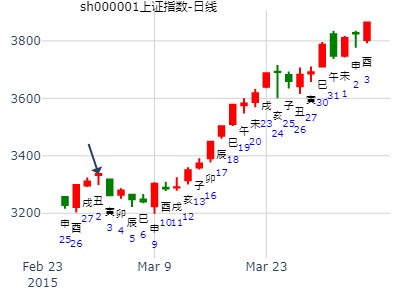 sh000001上证指数-日线
3800
3600
3400
3200
申 酉 戌 丑 寅 卯 辰 巳 申 酉 戌 亥 子 卯 辰 巳 午 未 戌 亥 子 丑 寅 巳 午 未 申 酉
25 26 27 2 3 4 5 6 9 10 11 12 13 16 17 18 19 20 23 24 25 26 27 30 31 1 2 3
Feb 23 Mar 9 Mar 23
2015